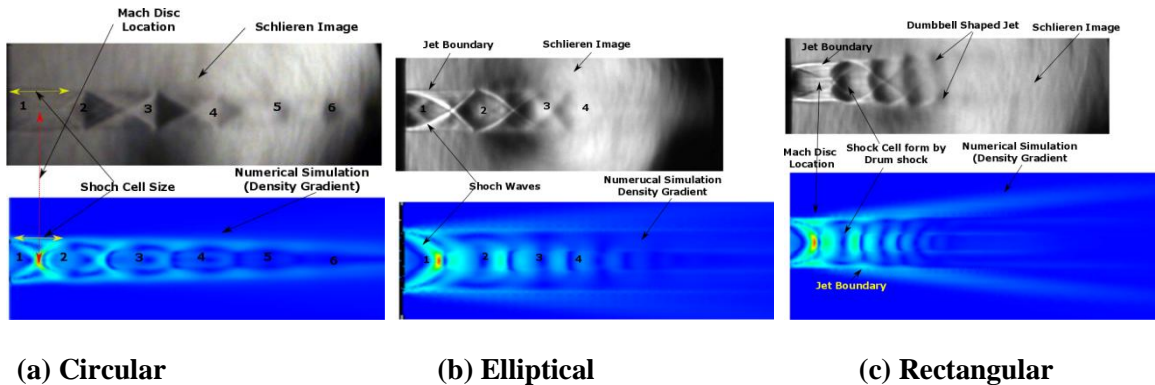 Mach Disc
Location
Schlieren Image
1
2
3
4
5
6
Shoch Cell Size
Numerical Simulation
(Density Gradient)
1
2
3
4
5
6
(a) Circular
Jet Boundary
Schlieren Image
1
2
3
4
Shoch Waves
Numerucal Simulation
Density Gradient
1
2
3
4
(b) Elliptical
Dumbbell Shaped Jet
Schlieren Image
Jet Boundary
Mach Disc
Location
Shock Cell form by
Drum shock
Numerical Simulation
(Density Gradient
Jet Boundary
(c) Rectangular